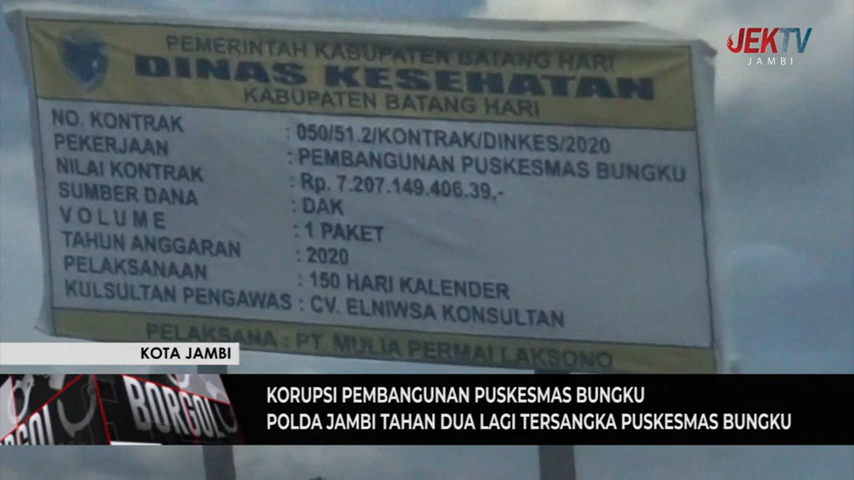 JEKTV
JAMBI
PEMERINTAH KABUPATEN BATANG HARI
DINAS KESEHATAN
KABUPATEN BATANG HARI
NO. KONTRAK : 050/51.2/KONTRAK/DINKES/2020
PEKERJAAN : PEMBANGUNAN PUSKESMAS BUNGKU
NILAI KONTRAK : Rp. 7.207.149.406.39,-
SUMBER DANA : DAK
VOLUME : 1 PAKET
TAHUN ANGGARAN : 2020
PELAKSANAAN : 150 HARI KALENDER
KULSULTAN PENGAWAS : CV. ELNIWSA KONSULTAN
PELAKSANA : PT. MULIA PERMAI LAKSONO
KOTA JAMBI
BORGOL
KORUPSI PEMBANGUNAN PUSKESMAS BUNGKU
POLDA JAMBI TAHAN DUA LAGI TERSANGKA PUSKESMAS BUNGKU